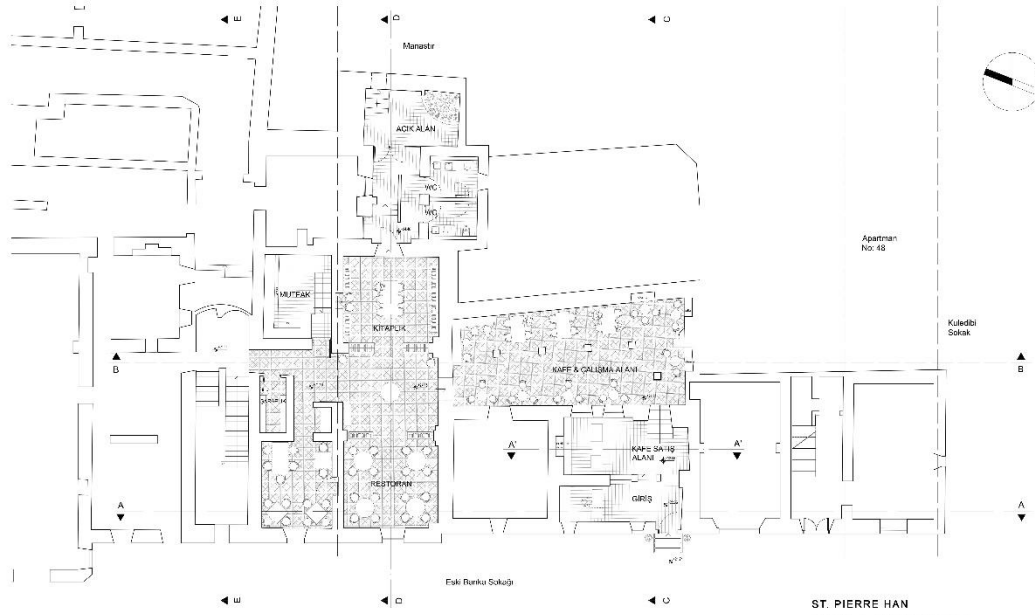 E
D
C
Manastır
AÇIK ALAN
WC
WC
Apartman
No: 48
MUTFAK
KİTAPLIK
Kuledibi
Sokak
B
KAFE & ÇALIŞMA ALANI
B
ŞARAPLIK
A'
KAFE SATIŞ
ALANI
A'
RESTORAN
GİRİŞ
A
A
Eski Banka Sokağı
E
D
C
ST. PIERRE HAN